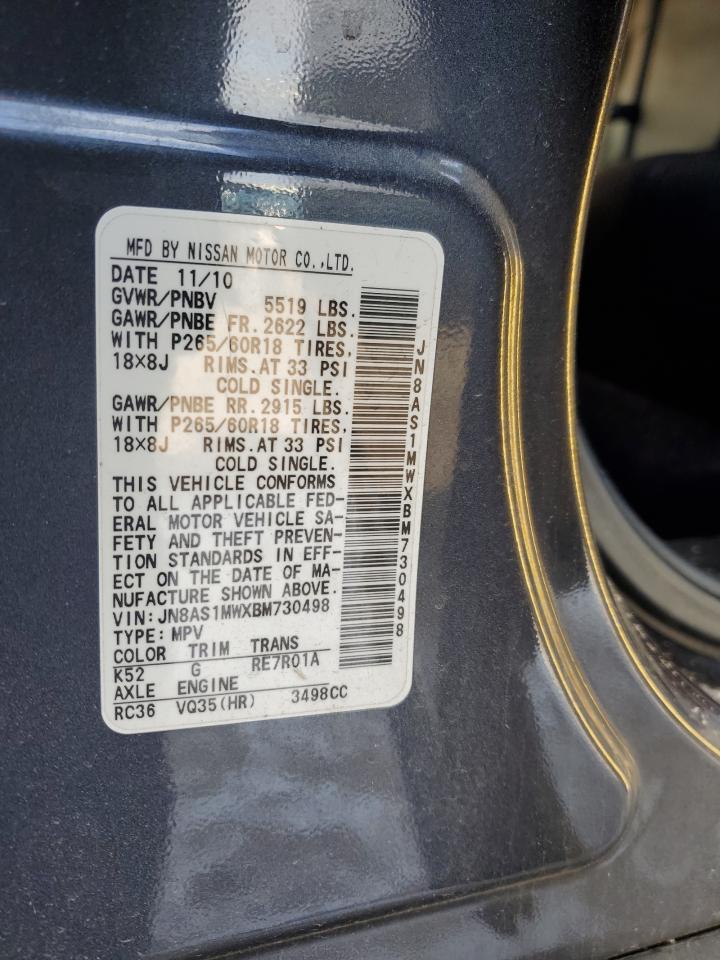 MFD BY NISSAN MOTOR CO.,LTD.
DATE 11/10
GVWR/PNBV 5519 LBS.
GAWR/PNBE FR.2622 LBS.
WITH P265/60R18 TIRES,
18×8J RIMS.AT 33 PSI
COLD SINGLE.
GAWR/PNBE RR.2915 LBS.
WITH P265/60R18 TIRES,
18×8J RIMS.AT 33 PSI
COLD SINGLE.
THIS VEHICLE CONFORMS
TO ALL APPLICABLE FED-
ERAL MOTOR VEHICLE SA-
FETY AND THEFT PREVEN-
TION STANDARDS IN EFF-
ECT ON THE DATE OF MA-
NUFACTURE SHOWN ABOVE.
VIN:JN8AS1MWXBM730498
TYPE:MPV
COLOR TRIM TRANS
K52 G RE7R01A
AXLE ENGINE
RC36 VQ35(HR) 3498CC
JN8AS1MWXBM730498